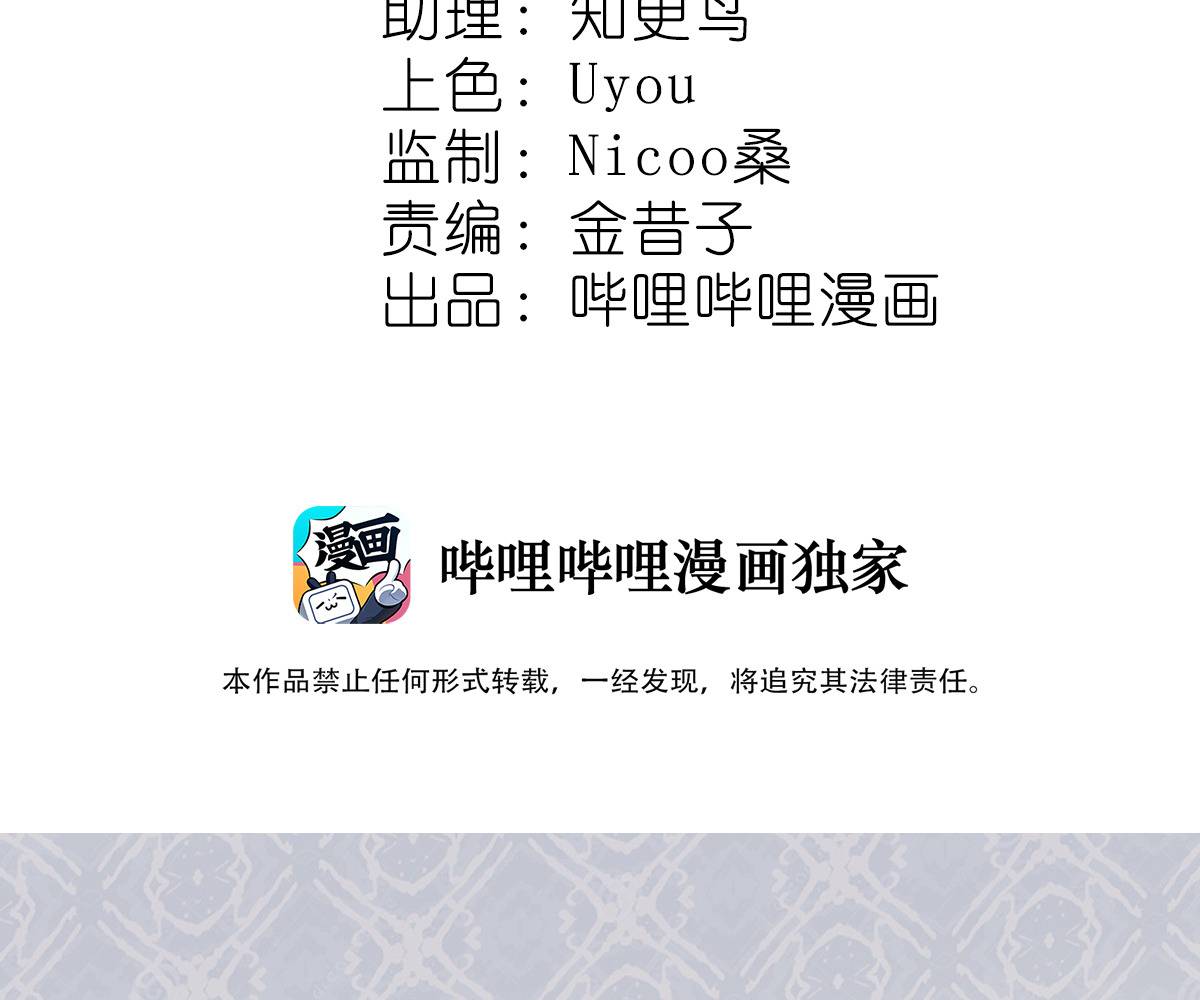 助理：知更鸟
上色：Uyou
监制：Nicoo桑
责编：金昔子
出品：哔哩哔哩漫画
漫画
哔哩哔哩漫画独家
本作品禁止任何形式转载，一经发现，将追究其法律责任。